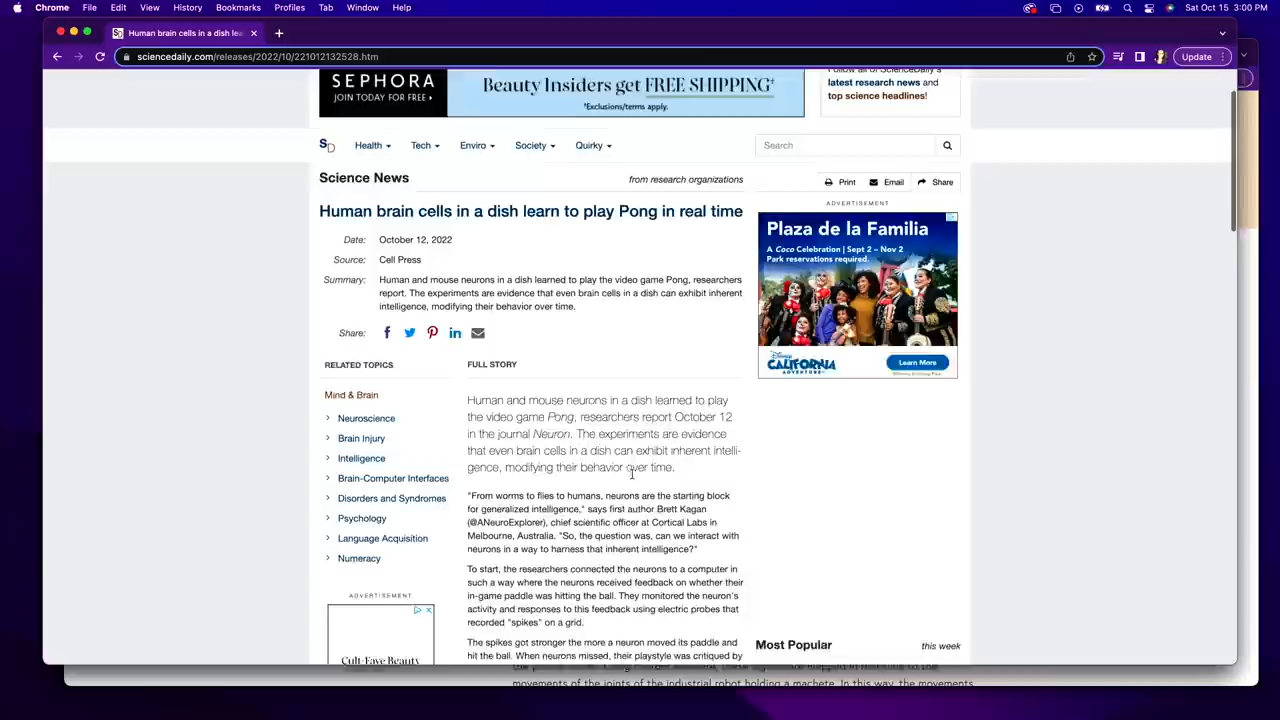 Chrome File Edit View History Bookmarks Profiles Tab Window Help
Sat Oct 15 3:00 PM
Human brain cells in a dish lea
sciencedaily.com/releases/2022/10/221012132528.htm
Update
SEPHORA
JOIN TODAY FOR FREE
Beauty Insiders get FREE SHIPPING‡
‡Exclusions/terms apply.
Follow all of ScienceDaily's
latest research news and
top science headlines!
SD
Health Tech Enviro Society Quirky
Search
Science News
from research organizations
Print Email Share
Human brain cells in a dish learn to play Pong in real time
Date: October 12, 2022
Source: Cell Press
Summary: Human and mouse neurons in a dish learned to play the video game Pong, researchers
report. The experiments are evidence that even brain cells in a dish can exhibit inherent
intelligence, modifying their behavior over time.
Share:
RELATED TOPICS
Mind & Brain
Neuroscience
Brain Injury
Intelligence
Brain-Computer Interfaces
Disorders and Syndromes
Psychology
Language Acquisition
Numeracy
ADVERTISEMENT
Cult-Fave Beauty
FULL STORY
Human and mouse neurons in a dish learned to play
the video game Pong, researchers report October 12
in the journal Neuron. The experiments are evidence
that even brain cells in a dish can exhibit inherent intelli-
gence, modifying their behavior over time.
"From worms to flies to humans, neurons are the starting block
for generalized intelligence," says first author Brett Kagan
(@ANeuroExplorer), chief scientific officer at Cortical Labs in
Melbourne, Australia. "So, the question was, can we interact with
neurons in a way to harness that inherent intelligence?"
To start, the researchers connected the neurons to a computer in
such a way where the neurons received feedback on whether their
in-game paddle was hitting the ball. They monitored the neuron's
activity and responses to this feedback using electric probes that
recorded "spikes" on a grid.
The spikes got stronger the more a neuron moved its paddle and
hit the ball. When neurons missed, their playstyle was critiqued by
ADVERTISEMENT
Plaza de la Familia
A Coco Celebration | Sept 2 – Nov 2
Park reservations required.
Disney
CALIFORNIA
ADVENTURE
Learn More
Most Popular
this week
movements of the joints of the industrial robot holding a machete. In this way, the movements